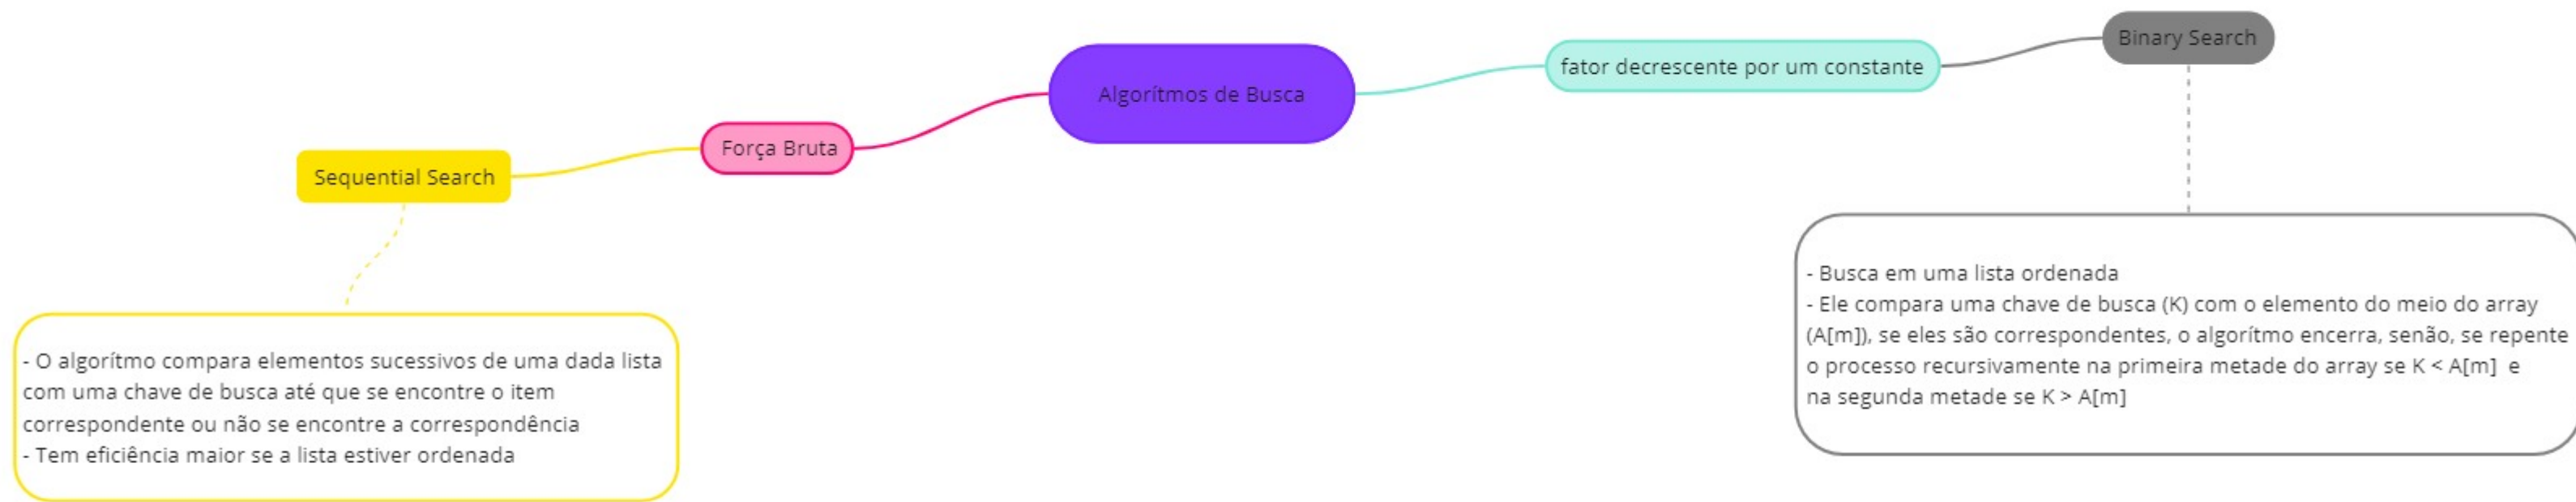 Algorítmos de Busca
Força Bruta
Sequential Search
- O algorítmo compara elementos sucessivos de uma dada lista
com uma chave de busca até que se encontre o item
correspondente ou não se encontre a correspondência
- Tem eficiência maior se a lista estiver ordenada
fator decrescente por um constante
Binary Search
- Busca em uma lista ordenada
- Ele compara uma chave de busca (K) com o elemento do meio do array
(A[m]), se eles são correspondentes, o algorítmo encerra, senão, se repente
o processo recursivamente na primeira metade do array se K < A[m]  e
na segunda metade se K > A[m]